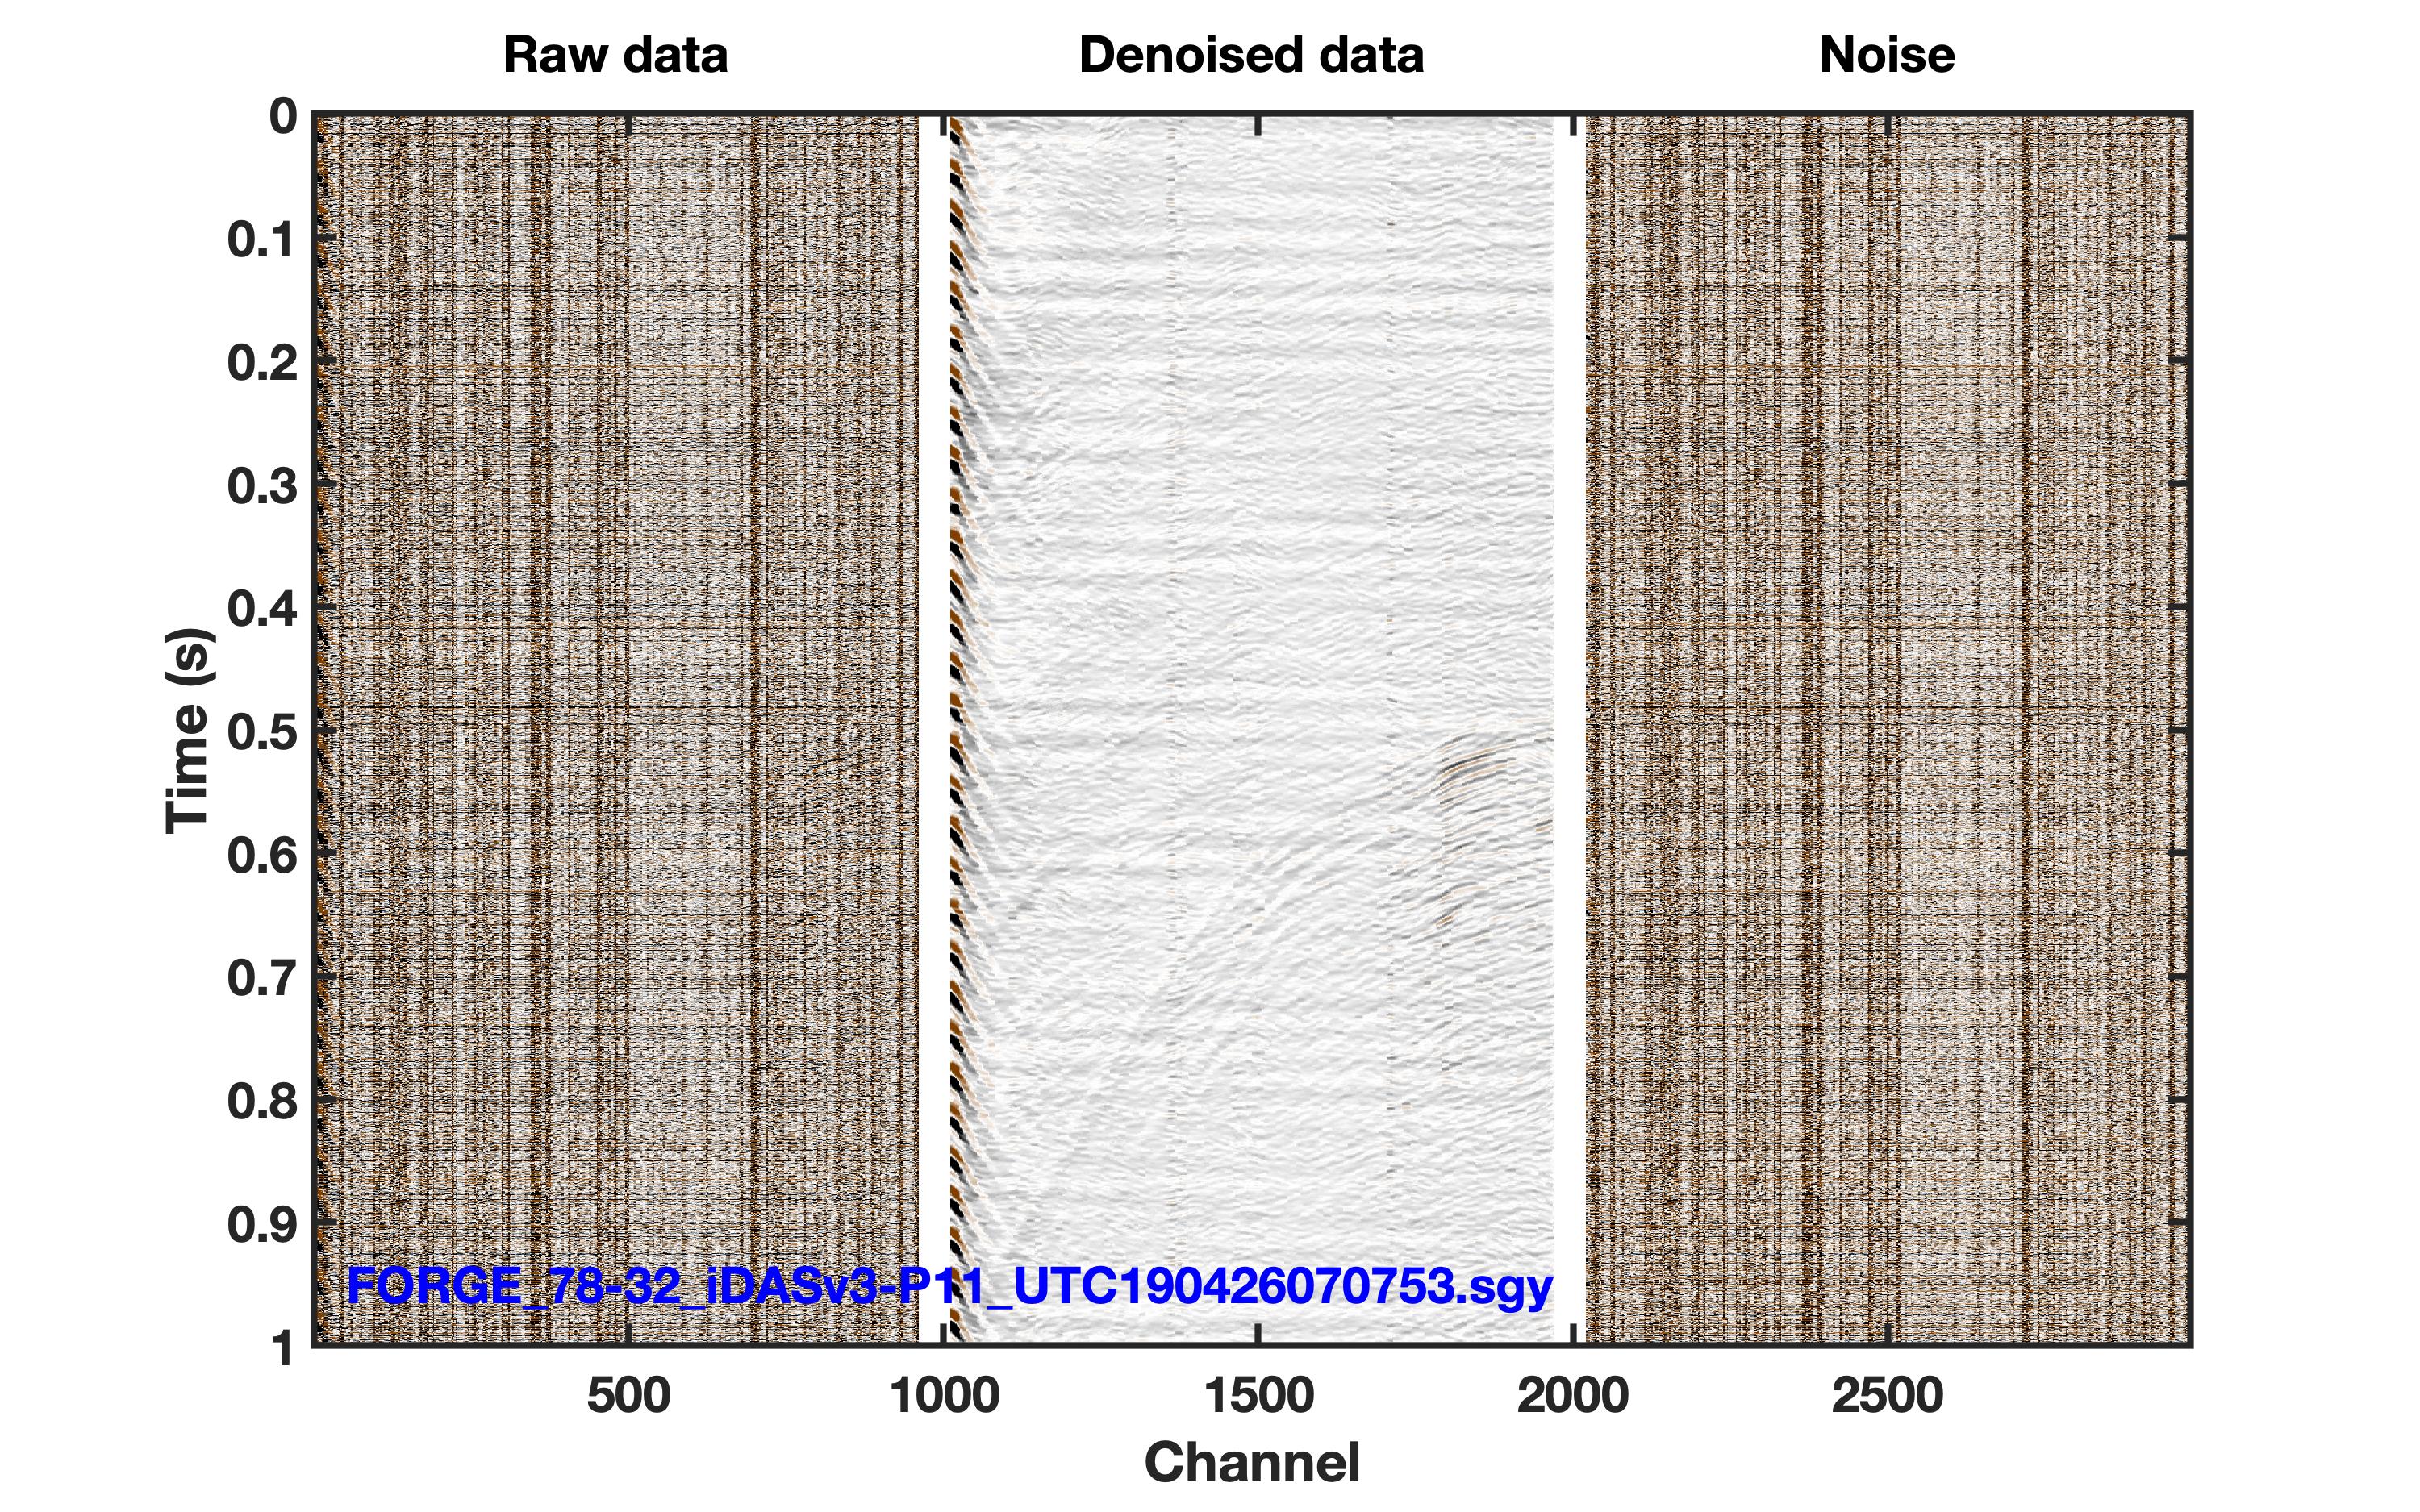 Raw data
Denoised data
Noise
0
0.1
0.2
0.3
0.4
0.5
0.6
0.7
0.8
0.9
1
Time (s)
FORGE_78-32_iDASv3-P11_UTC190426070753.sgy
500
1000
1500
2000
2500
Channel